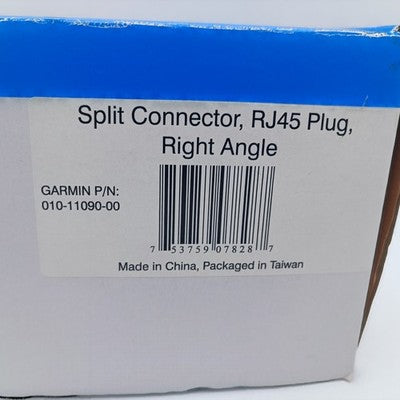 Split Connector, RJ45 Plug,
Right Angle
GARMIN P/N:
010-11090-00
7 53759 07828 7
Made in China, Packaged in Taiwan